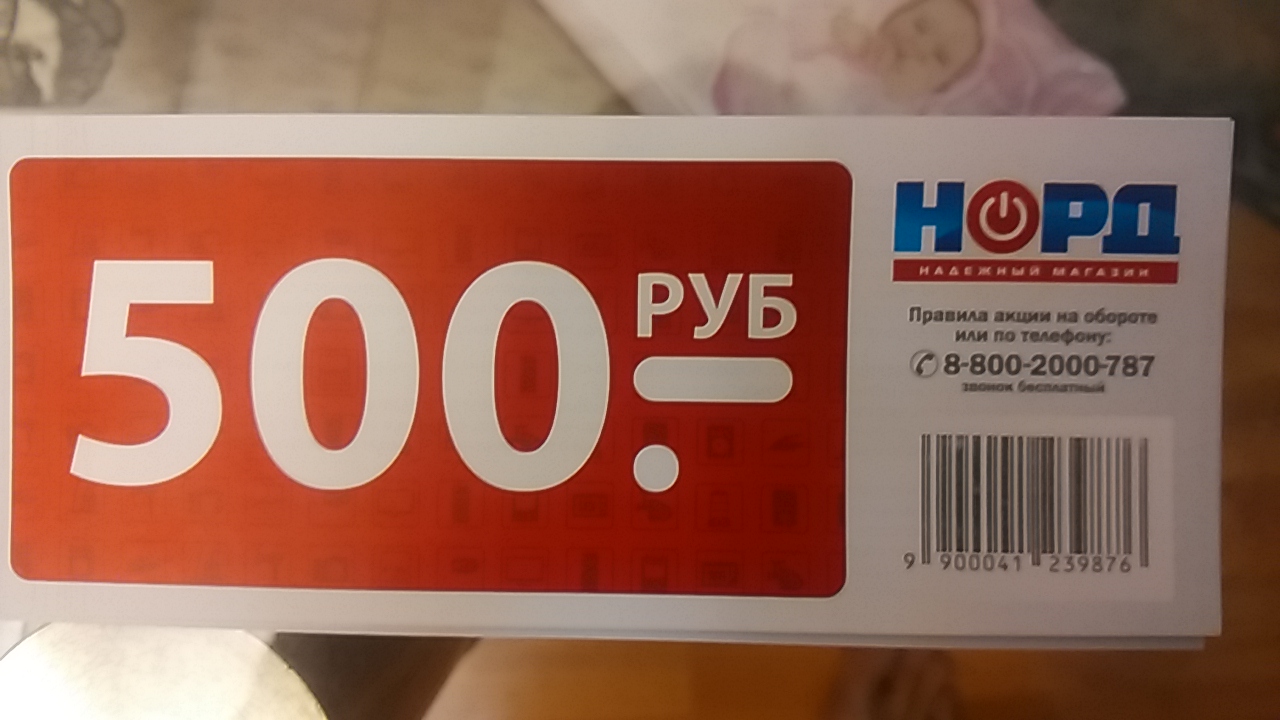 500.-
РУБ
НОРД
НАДЕЖНЫЙ МАГАЗИН
Правила акции на обороте
или по телефону:
8-800-2000-787
звонок бесплатный
9 900041 239876